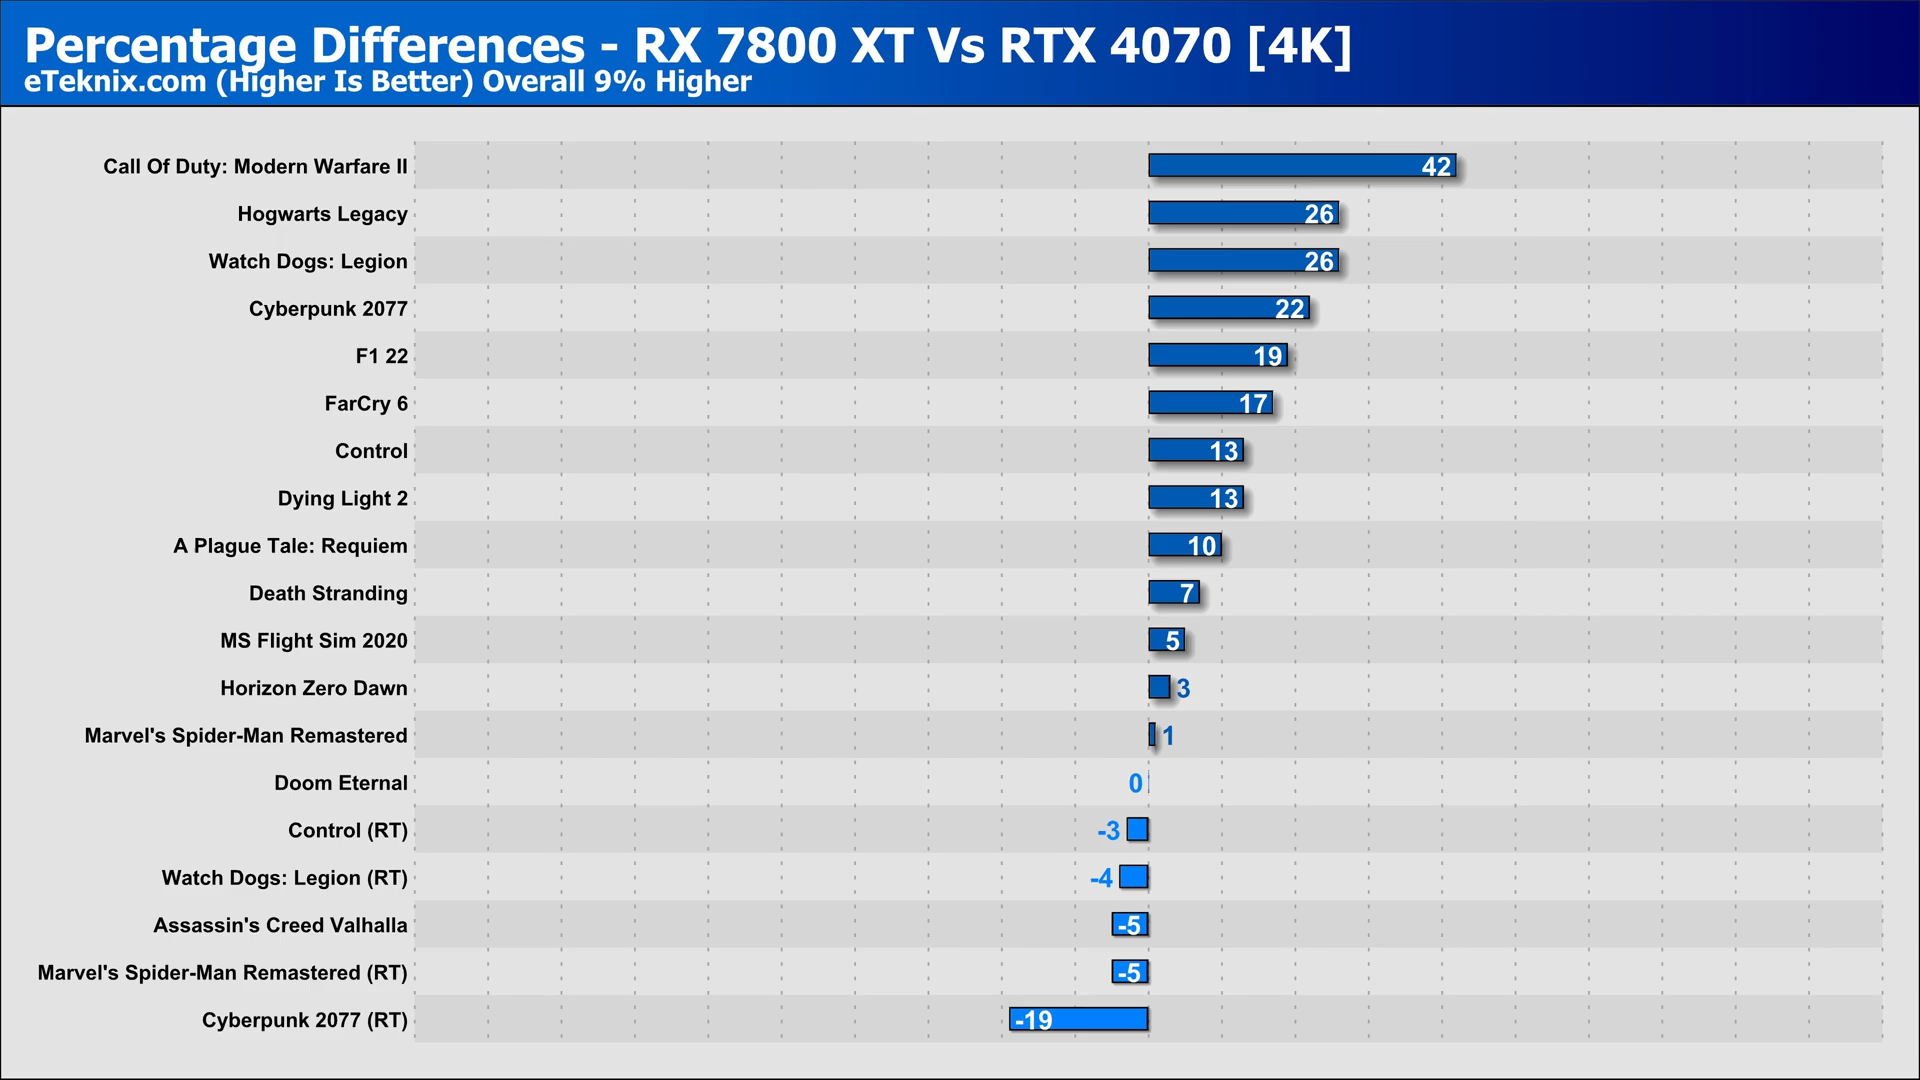 Percentage Differences - RX 7800 XT Vs RTX 4070 [4K]
eTeknix.com (Higher Is Better) Overall 9% Higher
Call Of Duty: Modern Warfare II 42
Hogwarts Legacy 26
Watch Dogs: Legion 26
Cyberpunk 2077 22
F1 22 19
FarCry 6 17
Control 13
Dying Light 2 13
A Plague Tale: Requiem 10
Death Stranding 7
MS Flight Sim 2020 5
Horizon Zero Dawn 3
Marvel's Spider-Man Remastered 1
Doom Eternal 0
Control (RT) -3
Watch Dogs: Legion (RT) -4
Assassin's Creed Valhalla -5
Marvel's Spider-Man Remastered (RT) -5
Cyberpunk 2077 (RT) -19